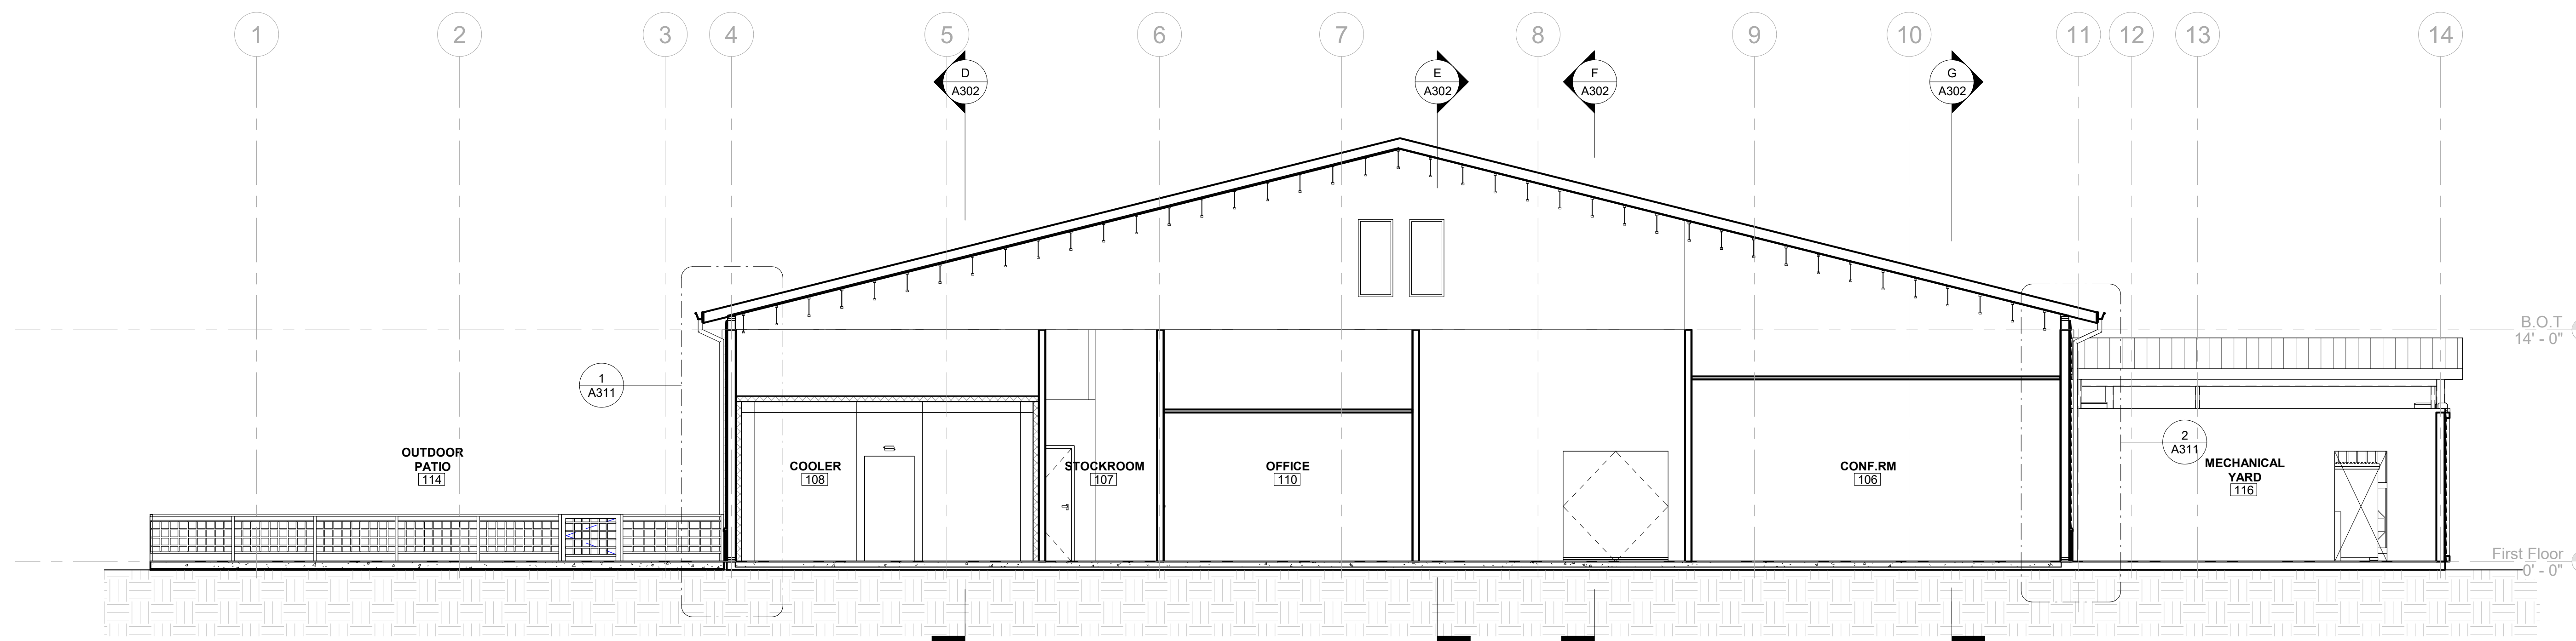 1
2
3
4
5
6
7
8
9
10
11
12
13
14
D
A302
E
A302
F
A302
G
A302
B.O.T
14' - 0"
1
A311
2
A311
OUTDOOR
PATIO
114
COOLER
108
STOCKROOM
107
OFFICE
110
CONF.RM
106
MECHANICAL
YARD
116
First Floor
0' - 0"